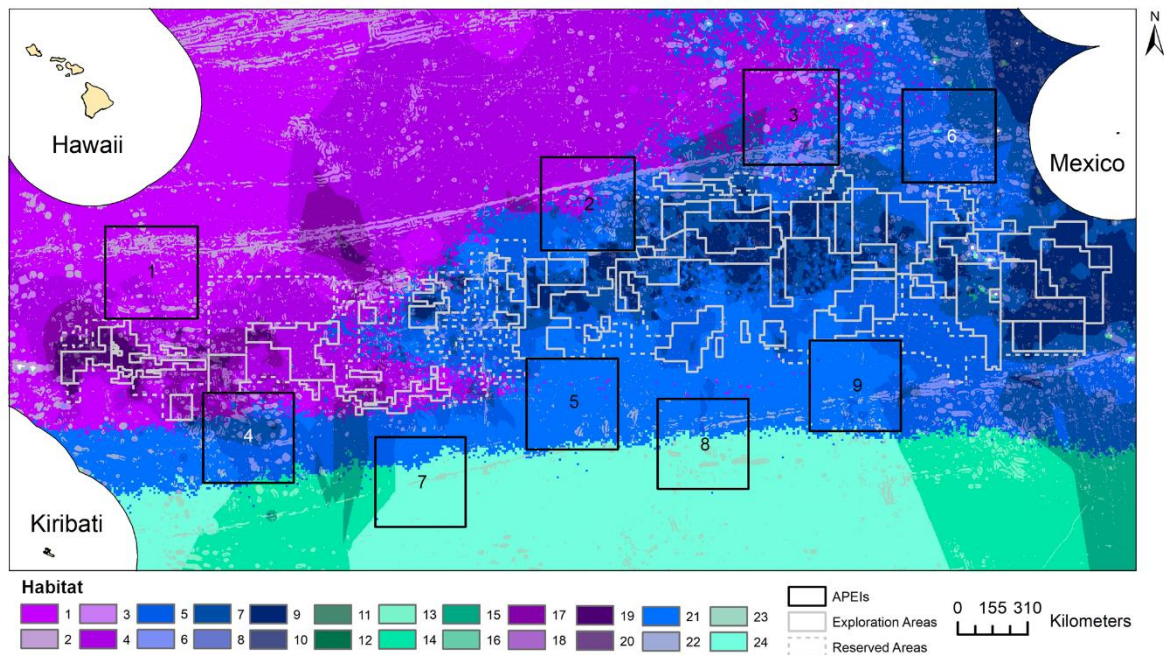 N
Hawaii
Mexico
Kiribati
1
2
3
4
5
6
7
8
9
Habitat
1 3 5 7 9 11 13 15 17 19 21 23
2 4 6 8 10 12 14 16 18 20 22 24
APEIs
Exploration Areas
Reserved Areas
0 155 310 Kilometers